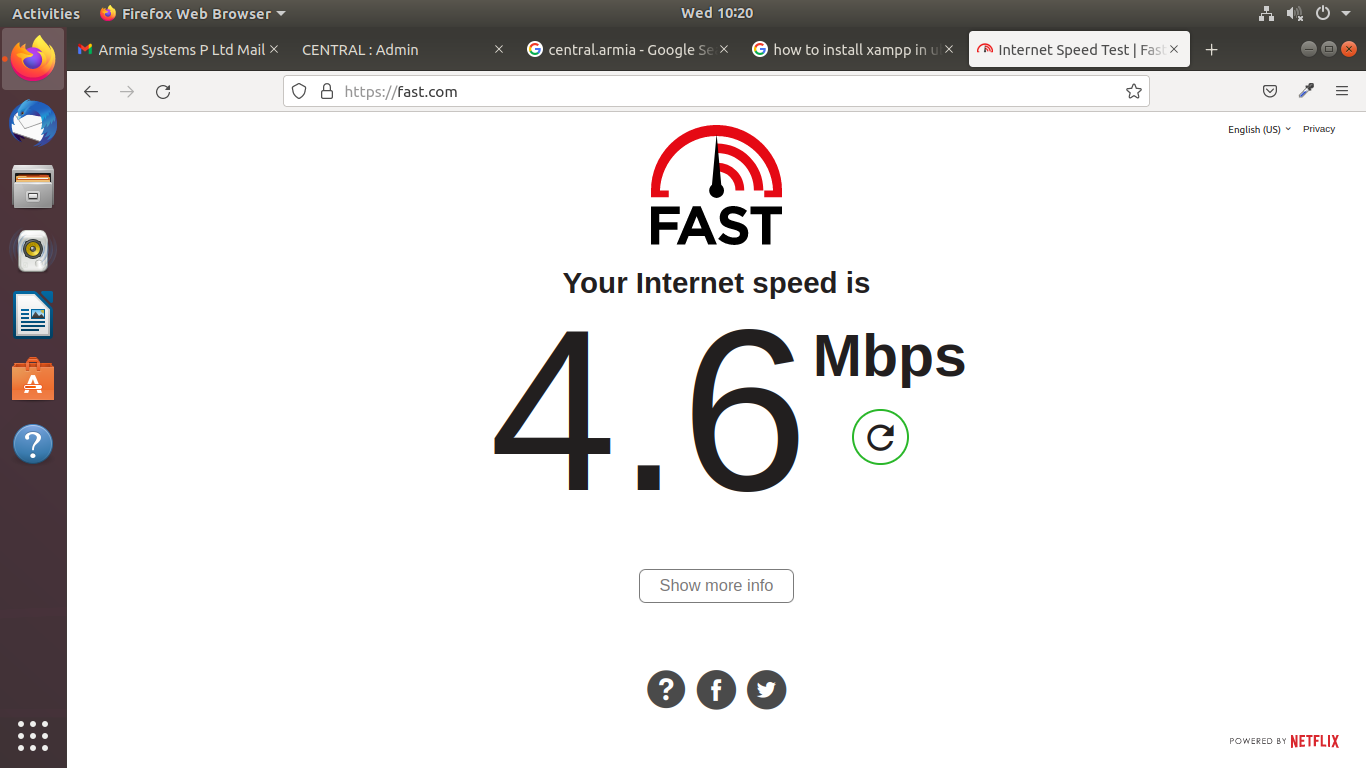 Activities Firefox Web Browser Wed 10:20
Armia Systems P Ltd Mail CENTRAL : Admin central.armia - Google Se how to install xampp in u Internet Speed Test | Fast
https://fast.com
English (US) Privacy
FAST
Your Internet speed is
4.6 Mbps
Show more info
POWERED BY NETFLIX